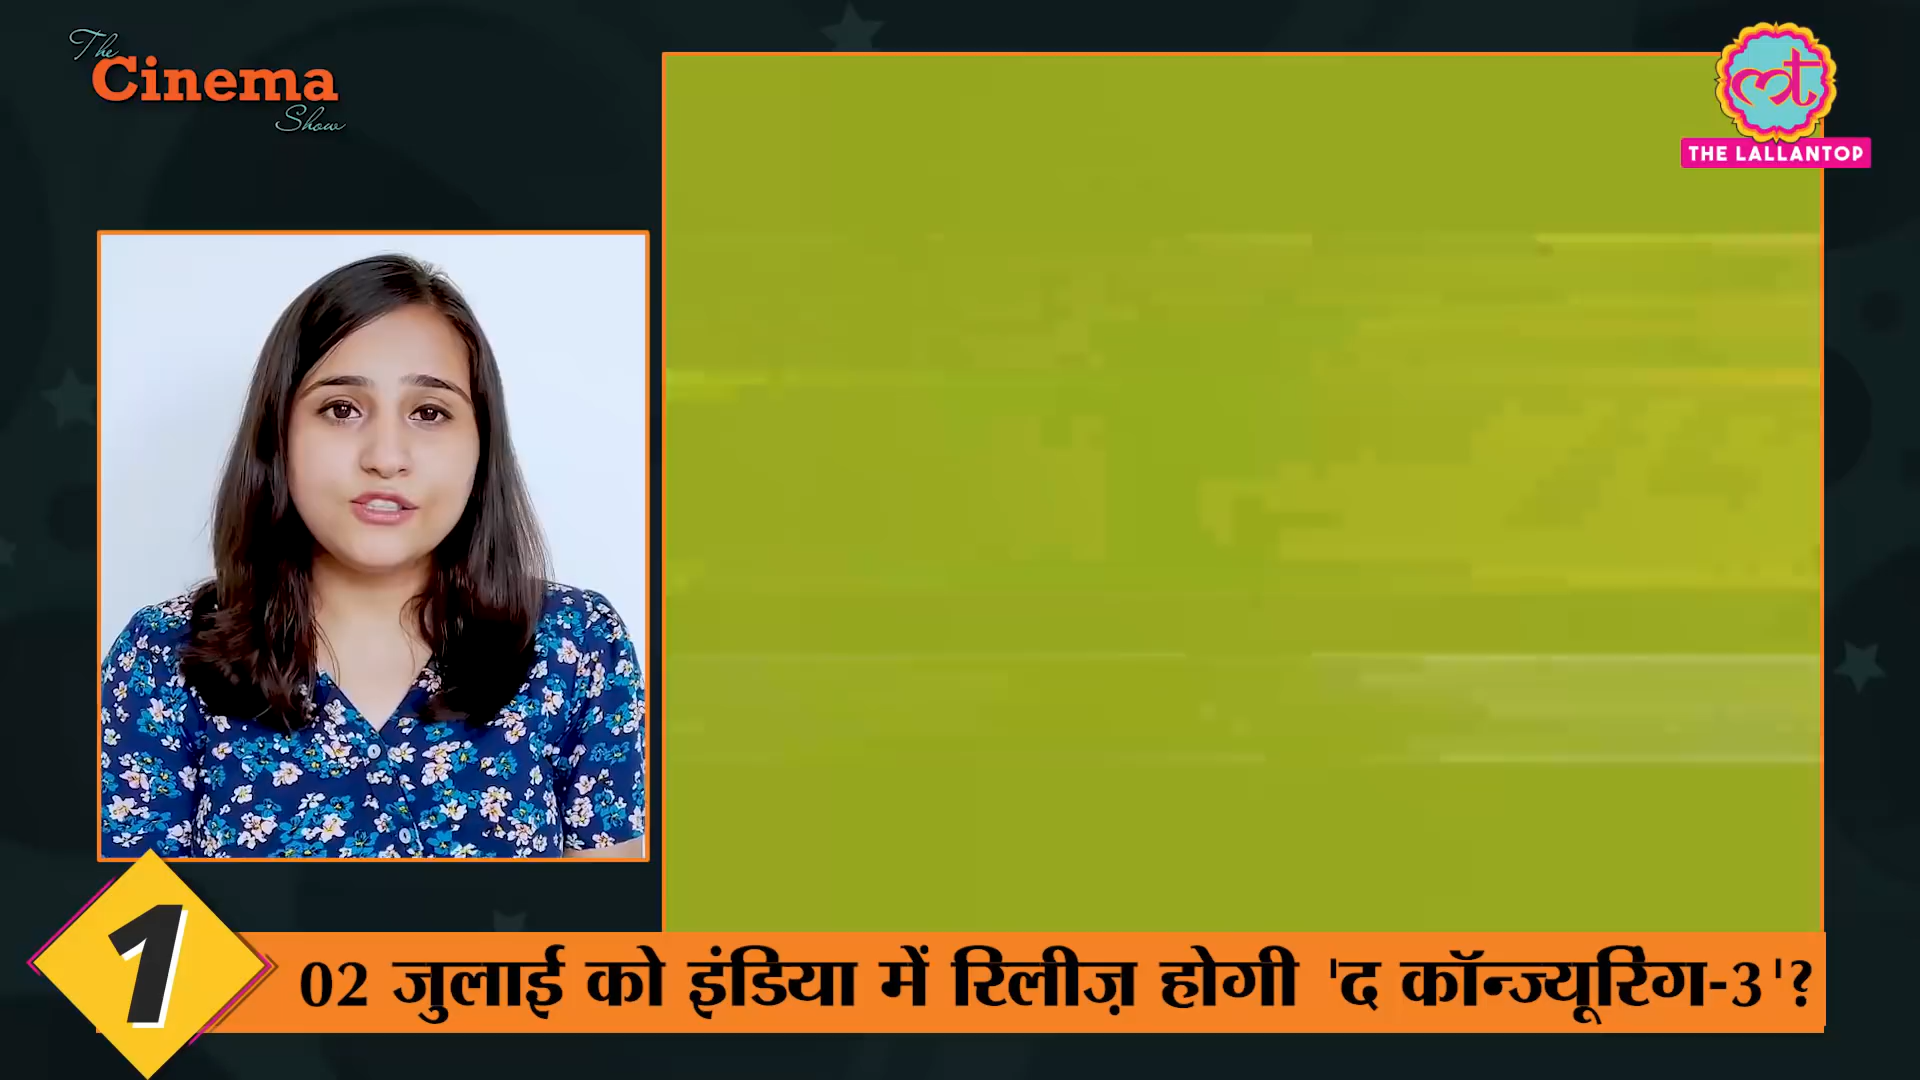 The
Cinema
Show
THE LALLANTOP
1
02 जुलाई को इंडिया में रिलीज़ होगी 'द कॉन्ज्यूरिंग-3'?